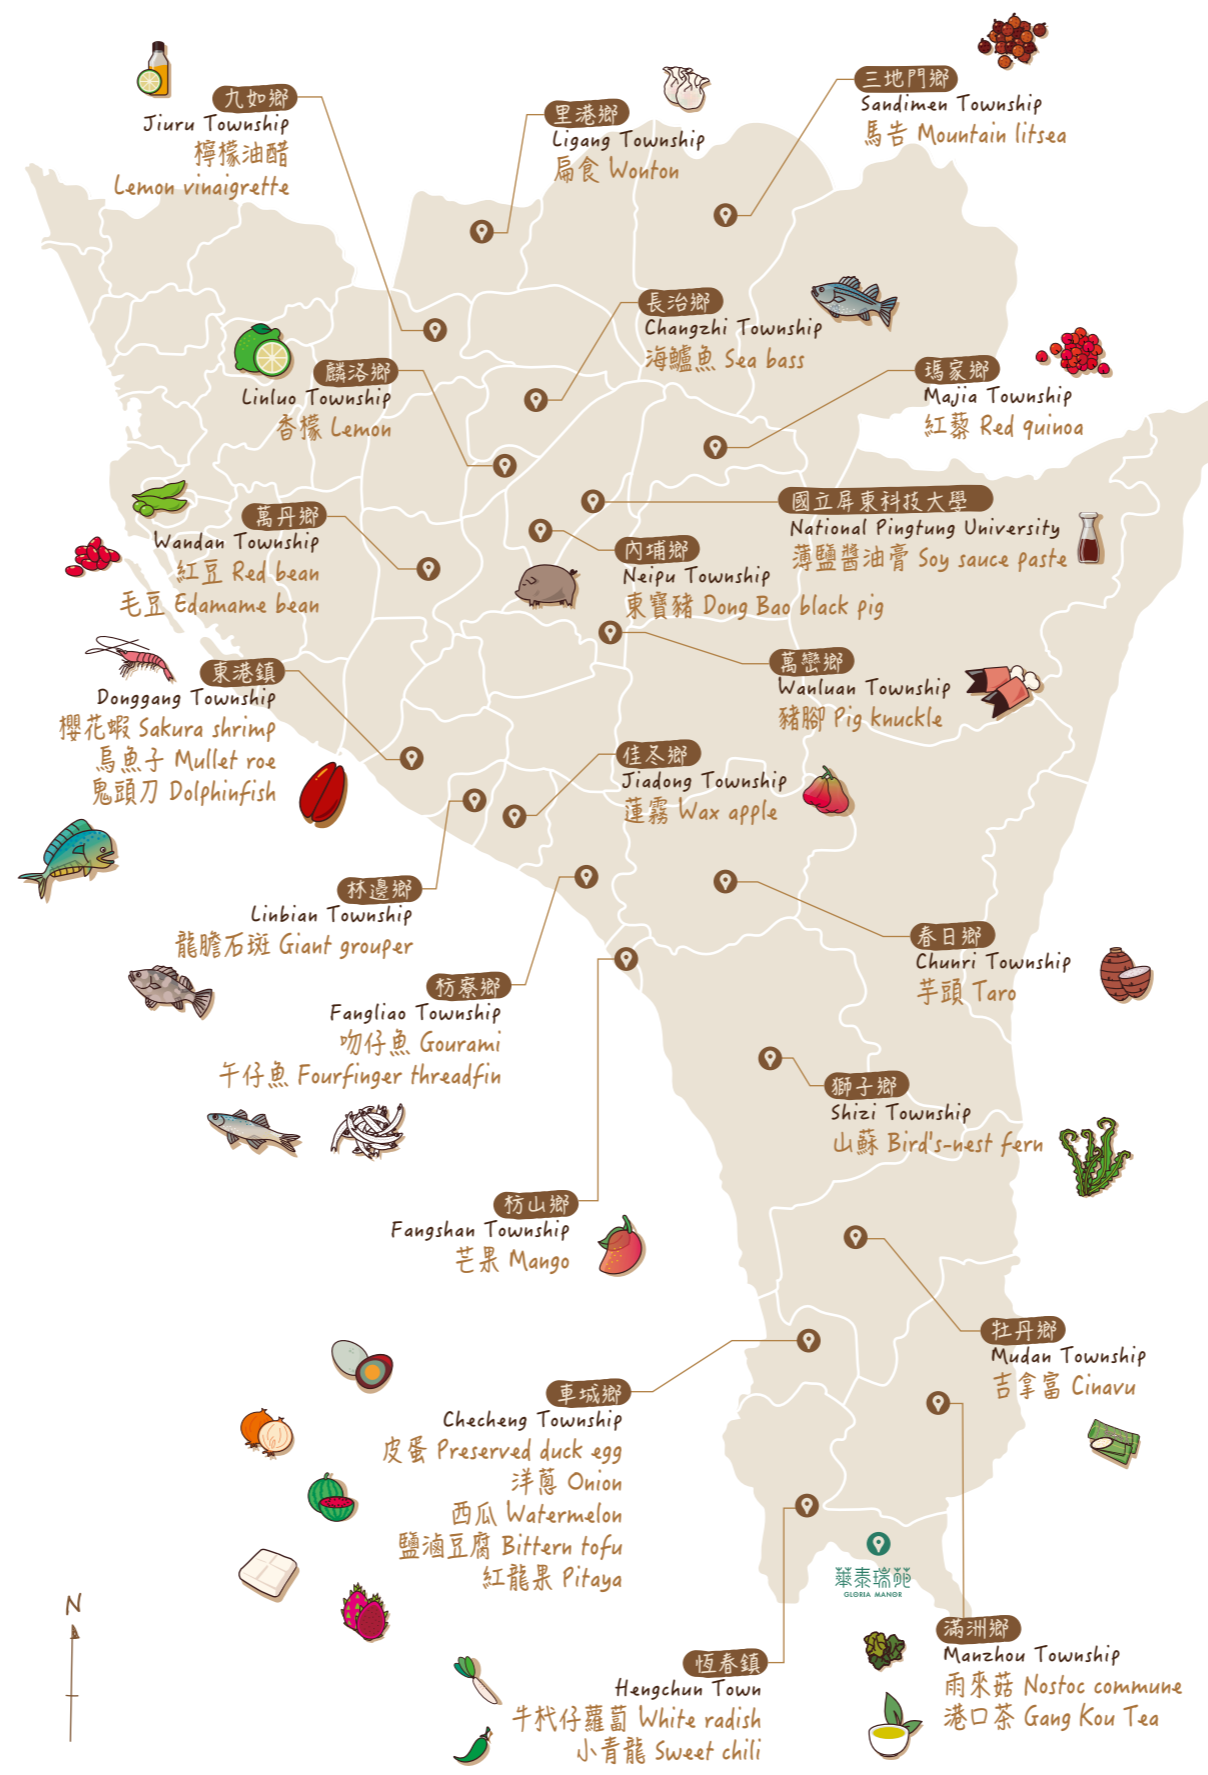 九如鄉
Jiuru Township
檸檬油醋
Lemon vinaigrette
里港鄉
Ligang Township
扁食 Wonton
三地門鄉
Sandimen Township
馬告 Mountain litsea
長治鄉
Changzhi Township
海鱸魚 Sea bass
麟洛鄉
Linluo Township
香檬 Lemon
瑪家鄉
Majia Township
紅藜 Red quinoa
萬丹鄉
Wandan Township
紅豆 Red bean
毛豆 Edamame bean
國立屏東科技大學
National Pingtung University
薄鹽醬油膏 Soy sauce paste
內埔鄉
Neipu Township
東寶豬 Dong Bao black pig
東港鎮
Donggang Township
櫻花蝦 Sakura shrimp
烏魚子 Mullet roe
鬼頭刀 Dolphinfish
萬巒鄉
Wanluan Township
豬腳 Pig knuckle
佳冬鄉
Jiadong Township
蓮霧 Wax apple
林邊鄉
Linbian Township
龍膽石斑 Giant grouper
春日鄉
Chunri Township
芋頭 Taro
枋寮鄉
Fangliao Township
吻仔魚 Gourami
午仔魚 Fourfinger threadfin
獅子鄉
Shizi Township
山蘇 Bird's-nest fern
枋山鄉
Fangshan Township
芒果 Mango
牡丹鄉
Mudan Township
吉拿富 Cinavu
車城鄉
Checheng Township
皮蛋 Preserved duck egg
洋蔥 Onion
西瓜 Watermelon
鹽滷豆腐 Bittern tofu
紅龍果 Pitaya
華泰瑞苑
GLORIA MANOR
N
滿洲鄉
Manzhou Township
雨來菇 Nostoc commune
港口茶 Gang Kou Tea
恆春鎮
Hengchun Town
牛杙仔蘿蔔 White radish
小青龍 Sweet chili